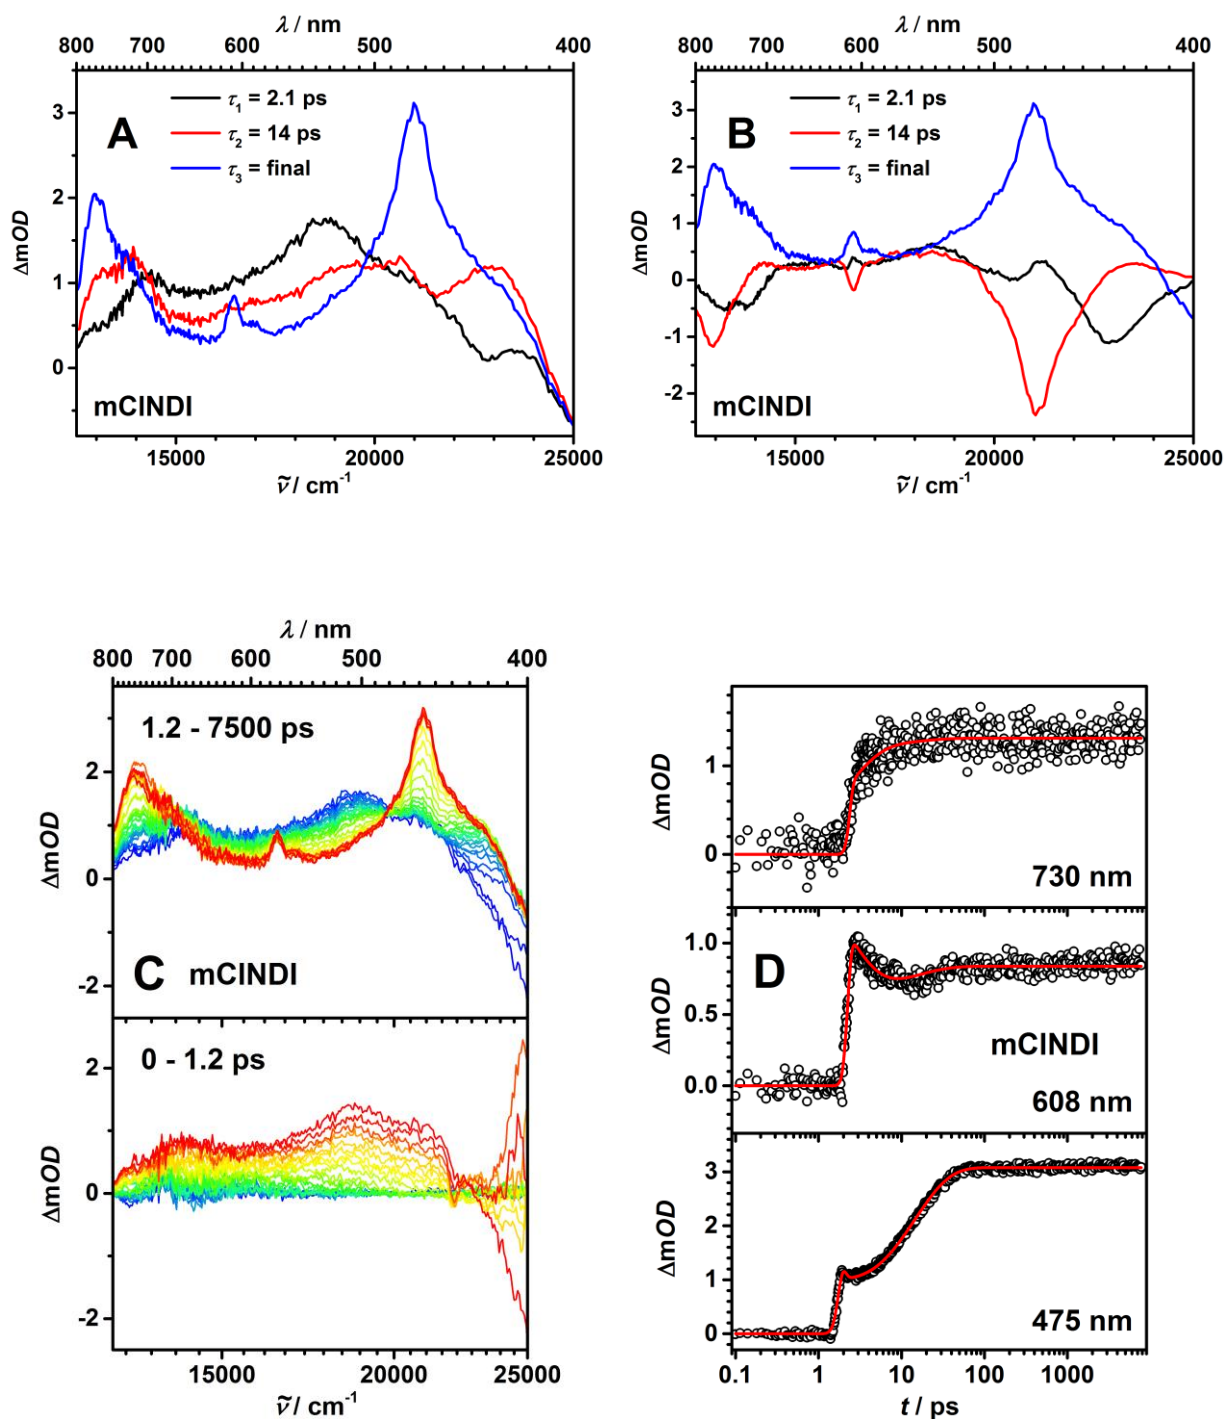 λ / nm
800 700 600 500 400
3
2
1
0
ΔmOD
A
τ1 = 2.1 ps
τ2 = 14 ps
τ3 = final
mClNDI
15000 20000 25000
ṽ / cm⁻¹
λ / nm
800 700 600 500 400
3
2
1
0
-1
-2
ΔmOD
B
τ1 = 2.1 ps
τ2 = 14 ps
τ3 = final
mClNDI
15000 20000 25000
ṽ / cm⁻¹
λ / nm
800 700 600 500 400
1.2 - 7500 ps
2
0
-2
ΔmOD
C mClNDI
0 - 1.2 ps
2
0
-2
ΔmOD
15000 20000 25000
ṽ / cm⁻¹
1
0
ΔmOD
730 nm
1.0
0.5
0.0
ΔmOD
D
mClNDI
608 nm
3
2
1
0
ΔmOD
475 nm
0.1 1 10 100 1000
t / ps